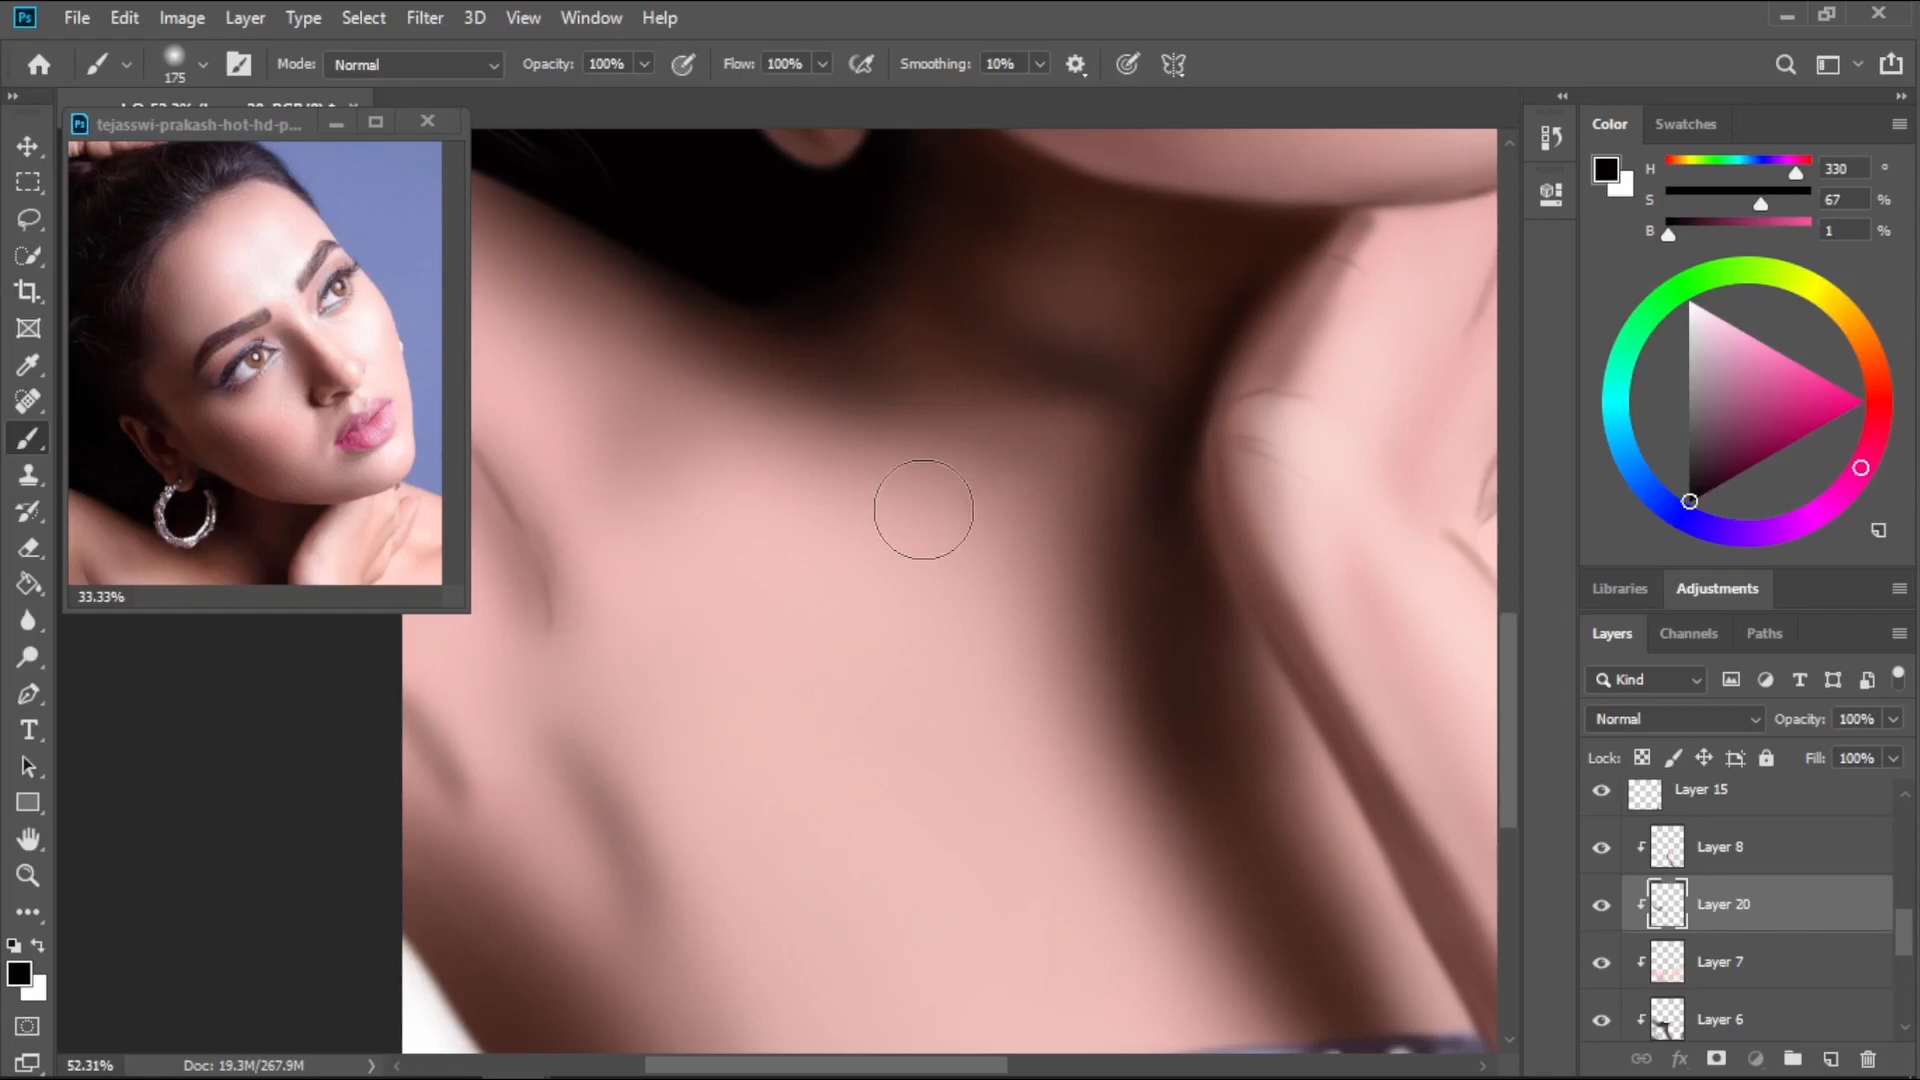 Ps File Edit Image Layer Type Select Filter 3D View Window Help
175 Mode: Normal Opacity: 100% Flow: 100% Smoothing: 10%
Ps tejasswi-prakash-hot-hd-p...
33.33%
Color Swatches
H 330 °
S 67 %
B 1 %
Libraries Adjustments
Layers Channels Paths
Kind
Normal Opacity: 100%
Lock: Fill: 100%
Layer 15
Layer 8
Layer 20
Layer 7
Layer 6
fx
52.31% Doc: 19.3M/267.9M